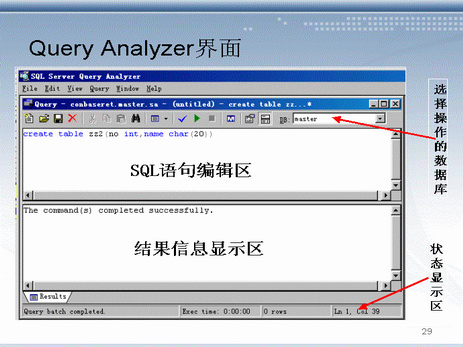 Query Analyzer界面
SQL Server Query Analyzer
File Edit View Query Window Help
Query - conbaseret.master.sa - (untitled) - create table zz...*
DB: master
选择操作的数据库
create table zz2(no int,name char(20))
SQL语句编辑区
The command(s) completed successfully.
结果信息显示区
状态显示区
Results
Query batch completed. Exec time: 0:00:00 0 rows Ln 1, Col 39
29